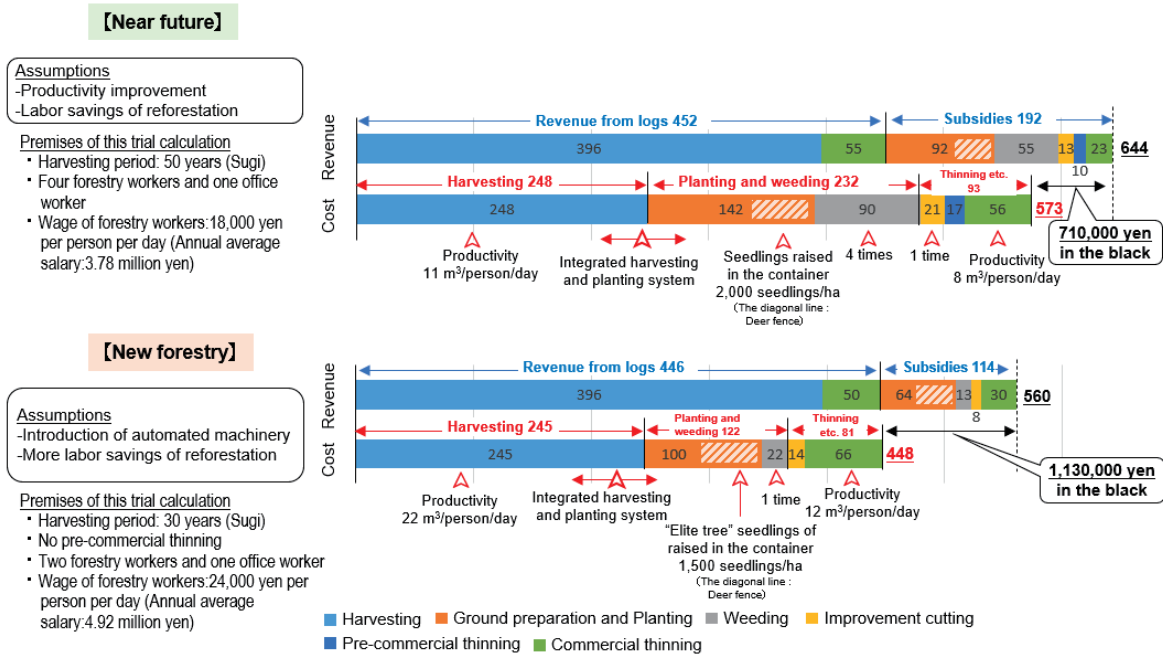 【Near future】
Assumptions
-Productivity improvement
-Labor savings of reforestation
Premises of this trial calculation
・ Harvesting period: 50 years (Sugi)
・ Four forestry workers and one office
worker
・ Wage of forestry workers:18,000 yen
per person per day (Annual average
salary:3.78 million yen)
Revenue
Revenue from logs 452
Subsidies 192
396
55
92
55
13
10
23
644
Cost
Harvesting 248
Planting and weeding 232
Thinning etc.
93
248
142
90
21
17
56
573
710,000 yen
in the black
Productivity
11 m³/person/day
Integrated harvesting
and planting system
Seedlings raised
in the container
2,000 seedlings/ha
(The diagonal line :
Deer fence)
4 times
1 time
Productivity
8 m³/person/day
【New forestry】
Assumptions
-Introduction of automated machinery
-More labor savings of reforestation
Premises of this trial calculation
・ Harvesting period: 30 years (Sugi)
・ No pre-commercial thinning
・ Two forestry workers and one office worker
・ Wage of forestry workers:24,000 yen per
person per day (Annual average
salary:4.92 million yen)
Revenue
Revenue from logs 446
Subsidies 114
396
50
64
13
8
30
560
Cost
Harvesting 245
Planting and
weeding 122
Thinning
etc. 81
245
100
22
14
66
448
1,130,000 yen
in the black
Productivity
22 m³/person/day
Integrated harvesting
and planting system
"Elite tree" seedlings of
raised in the container
1,500 seedlings/ha
(The diagonal line :
Deer fence)
1 time
Productivity
12 m³/person/day
Harvesting
Ground preparation and Planting
Weeding
Improvement cutting
Pre-commercial thinning
Commercial thinning